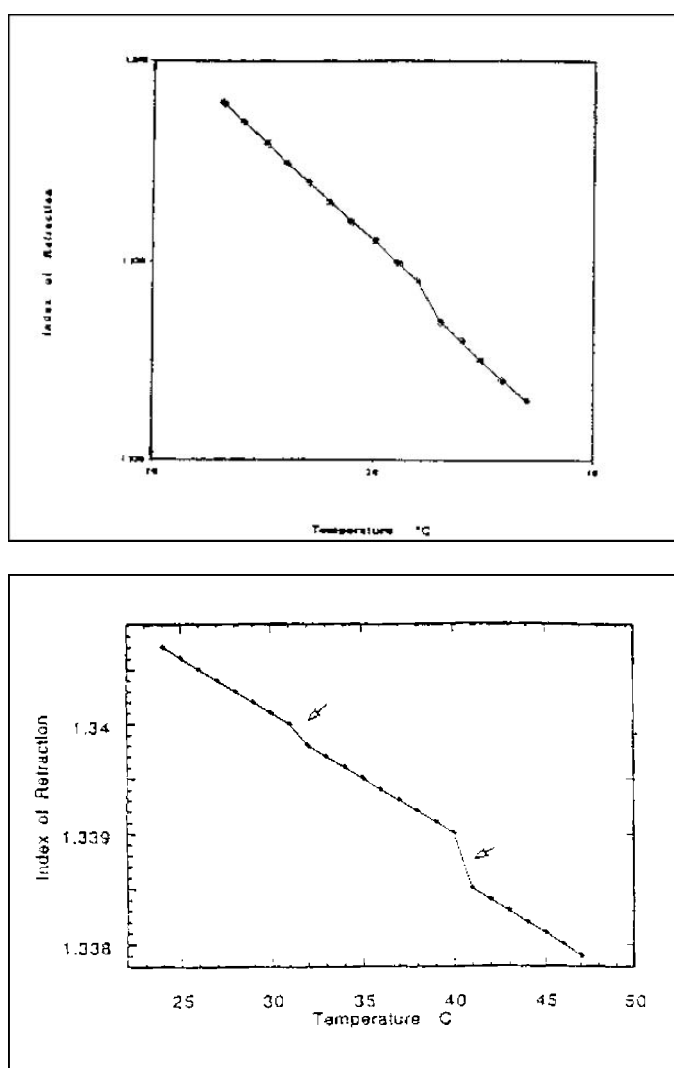 Index of Refraction
Temperature °C
Index of Refraction
1.34
1.339
1.338
25 30 35 40 45 50
Temperature C